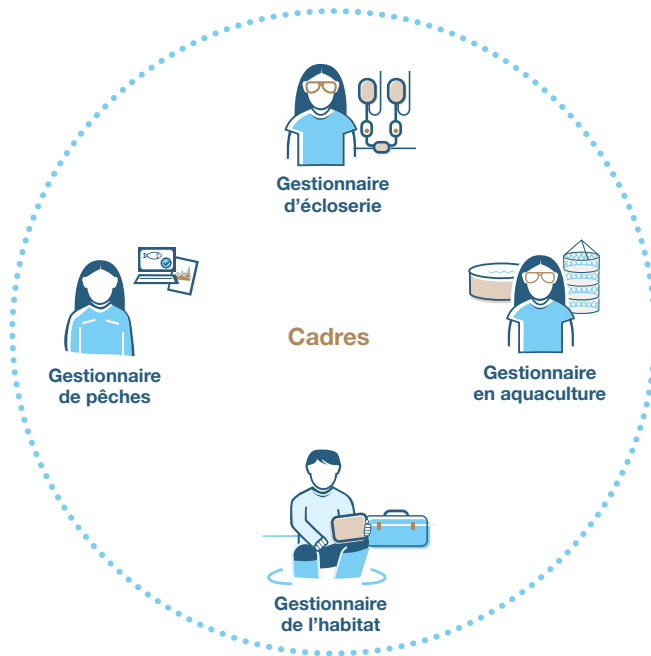 Gestionnaire
d'écloserie
Gestionnaire
de pêches
Cadres
Gestionnaire
en aquaculture
Gestionnaire
de l'habitat